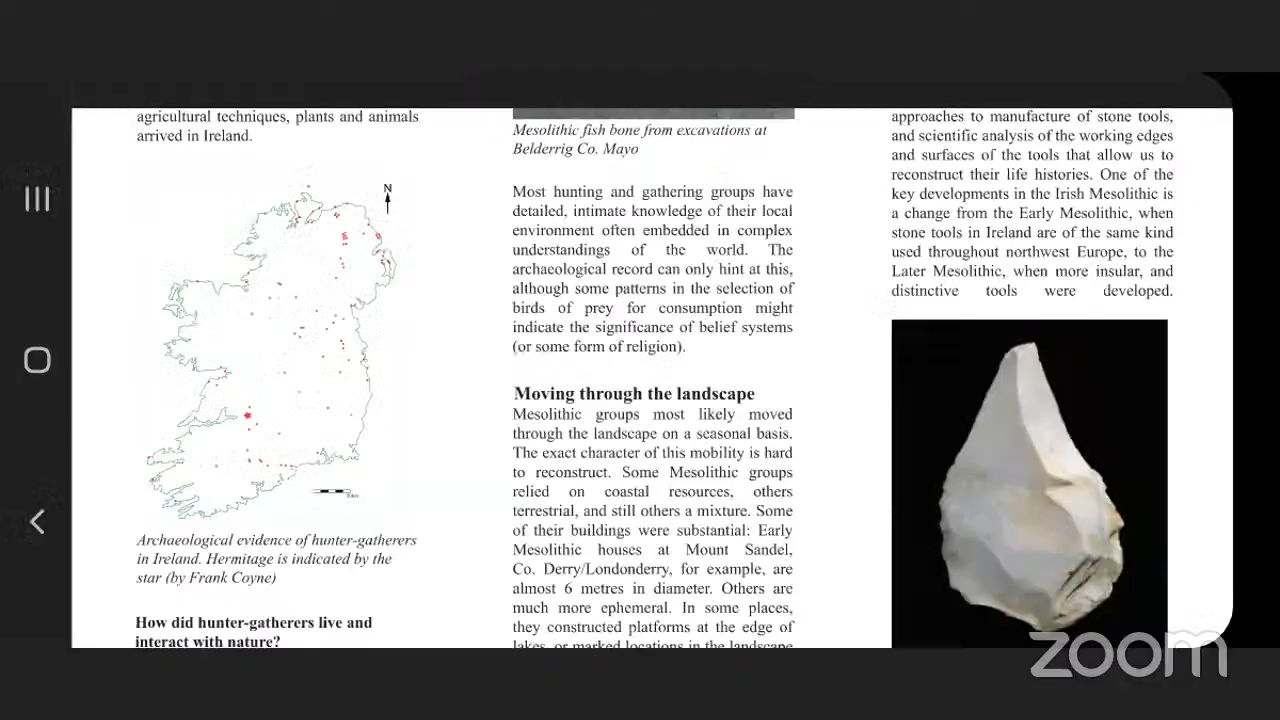 agricultural techniques, plants and animals
arrived in Ireland.
N
Archaeological evidence of hunter-gatherers
in Ireland. Hermitage is indicated by the
star (by Frank Coyne)
How did hunter-gatherers live and
interact with nature?
Mesolithic fish bone from excavations at
Belderrig Co. Mayo
Most hunting and gathering groups have
detailed, intimate knowledge of their local
environment often embedded in complex
understandings of the world. The
archaeological record can only hint at this,
although some patterns in the selection of
birds of prey for consumption might
indicate the significance of belief systems
(or some form of religion).
Moving through the landscape
Mesolithic groups most likely moved
through the landscape on a seasonal basis.
The exact character of this mobility is hard
to reconstruct. Some Mesolithic groups
relied on coastal resources, others
terrestrial, and still others a mixture. Some
of their buildings were substantial: Early
Mesolithic houses at Mount Sandel,
Co. Derry/Londonderry, for example, are
almost 6 metres in diameter. Others are
much more ephemeral. In some places,
they constructed platforms at the edge of
lakes, or marked locations in the landscape
approaches to manufacture of stone tools,
and scientific analysis of the working edges
and surfaces of the tools that allow us to
reconstruct their life histories. One of the
key developments in the Irish Mesolithic is
a change from the Early Mesolithic, when
stone tools in Ireland are of the same kind
used throughout northwest Europe, to the
Later Mesolithic, when more insular, and
distinctive tools were developed.
zoom